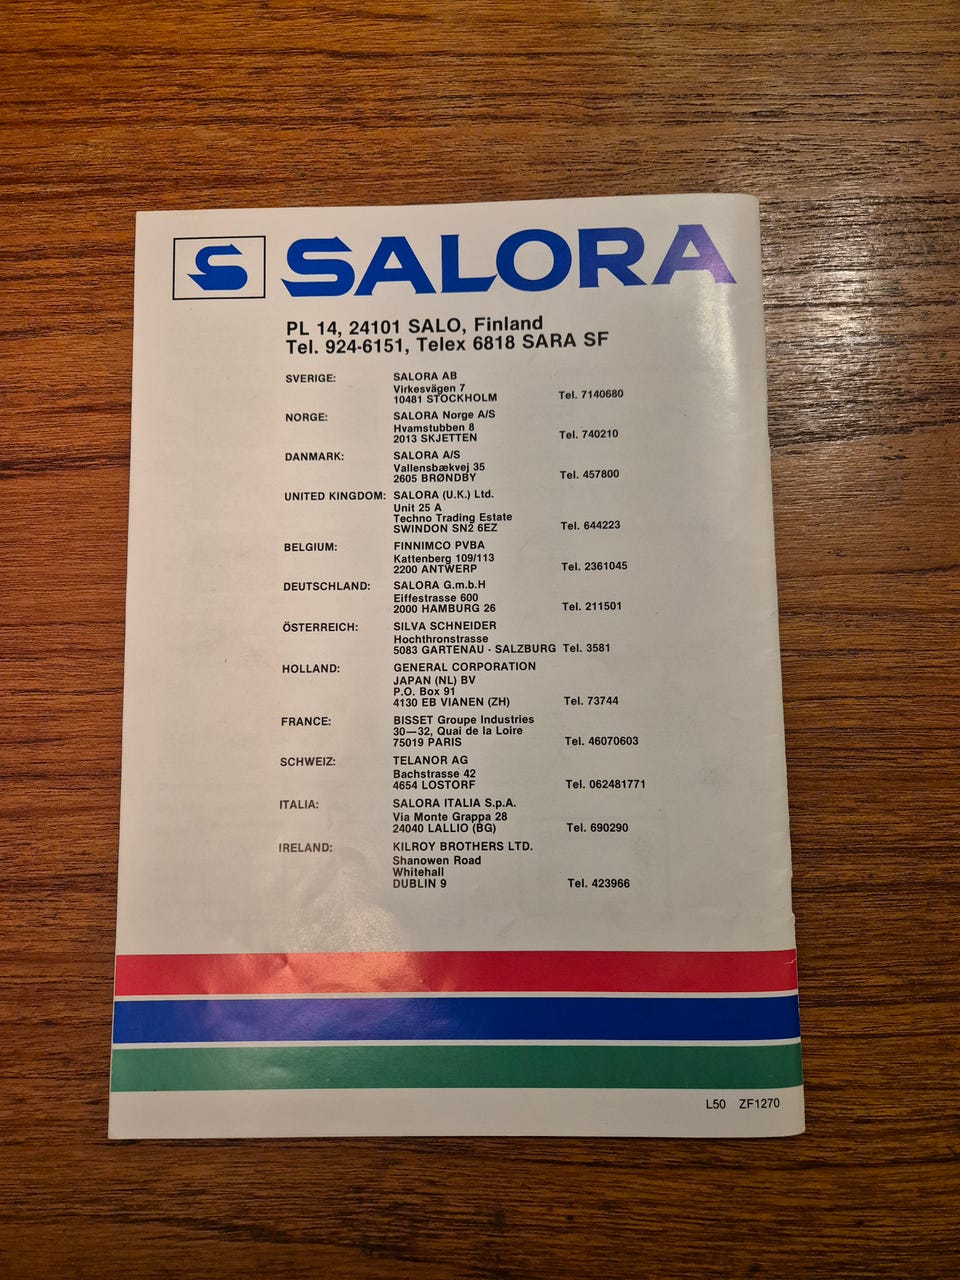 S SALORA
PL 14, 24101 SALO, Finland
Tel. 924-6151, Telex 6818 SARA SF
SVERIGE: SALORA AB
Virkesvägen 7
10481 STOCKHOLM Tel. 7140680
NORGE: SALORA Norge A/S
Hvamstubben 8
2013 SKJETTEN Tel. 740210
DANMARK: SALORA A/S
Vallensbækvej 35
2605 BRØNDBY Tel. 457800
UNITED KINGDOM: SALORA (U.K.) Ltd.
Unit 25 A
Techno Trading Estate
SWINDON SN2 6EZ Tel. 644223
BELGIUM: FINNIMCO PVBA
Kattenberg 109/113
2200 ANTWERP Tel. 2361045
DEUTSCHLAND: SALORA G.m.b.H
Eiffestrasse 600
2000 HAMBURG 26 Tel. 211501
ÖSTERREICH: SILVA SCHNEIDER
Hochthronstrasse
5083 GARTENAU - SALZBURG Tel. 3581
HOLLAND: GENERAL CORPORATION
JAPAN (NL) BV
P.O. Box 91
4130 EB VIANEN (ZH) Tel. 73744
FRANCE: BISSET Groupe Industries
30—32, Quai de la Loire
75019 PARIS Tel. 46070603
SCHWEIZ: TELANOR AG
Bachstrasse 42
4654 LOSTORF Tel. 062481771
ITALIA: SALORA ITALIA S.p.A.
Via Monte Grappa 28
24040 LALLIO (BG) Tel. 690290
IRELAND: KILROY BROTHERS LTD.
Shanowen Road
Whitehall
DUBLIN 9 Tel. 423966
L50 ZF1270